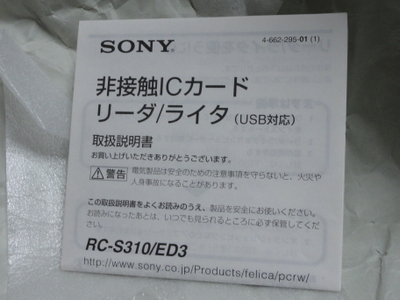 4-662-295-01 (1)
SONY
非接触ICカード
リーダ/ライタ (USB対応)
取扱説明書
お買い上げいただきありがとうございます。
警告 電気製品は安全のための注意事項を守らないと、火災や
人身事故になることがあります。
この取扱説明書をよくお読みのうえ、製品を安全にお使いください。
お読みになったあとは、いつでも見られるところに必ず保管してくだ
さい。
RC-S310/ED3
http://www.sony.co.jp/Products/felica/pcrw/